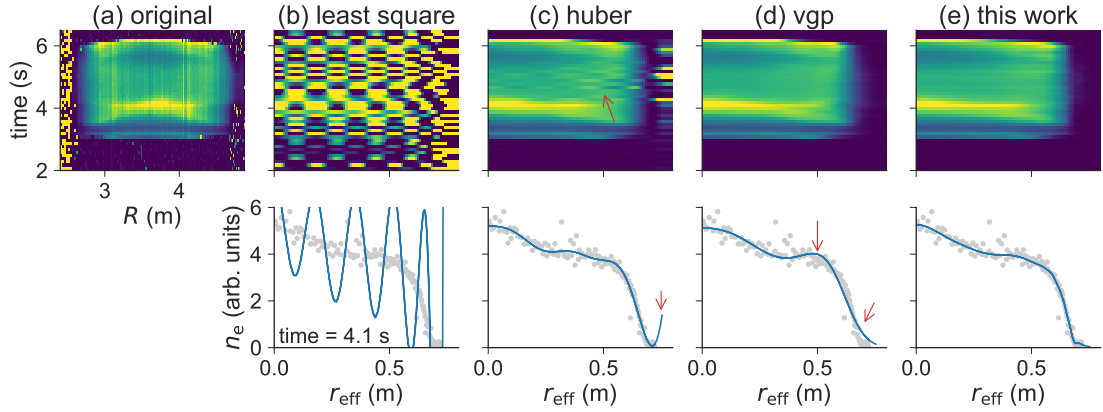 (a) original (b) least square (c) huber (d) vgp (e) this work
time (s)
6
4
2
3 4
R (m)
n_e (arb. units)
6
4
2
0
time = 4.1 s
0.0 0.5 0.0 0.5 0.0 0.5 0.0 0.5
r_eff (m) r_eff (m) r_eff (m) r_eff (m)